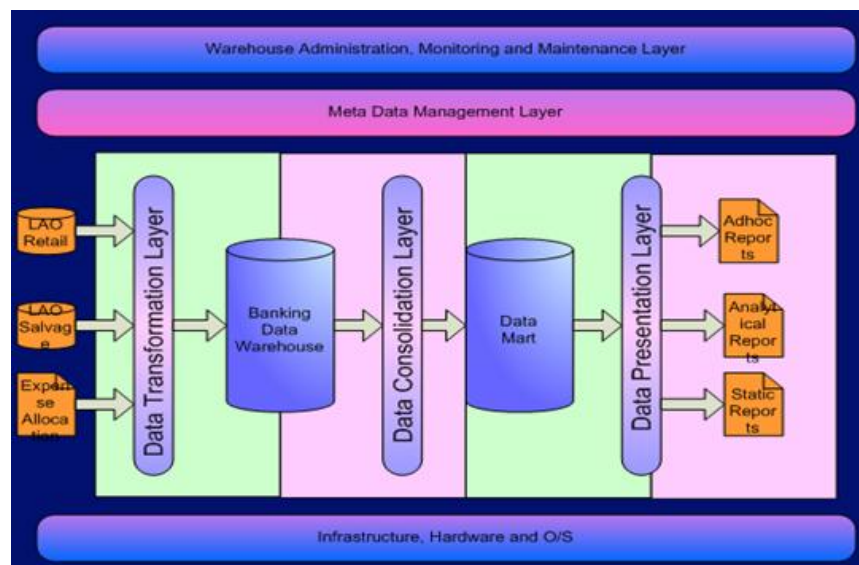 Warehouse Administration, Monitoring and Maintenance Layer
Meta Data Management Layer
LAO
Retail
LAO
Salvag
e
Expen
se
Alloca
tion
Data Transformation Layer
Banking
Data
Warehouse
Data Consolidation Layer
Data
Mart
Data Presentation Layer
Adhoc
Repor
ts
Analyt
ical
Repor
ts
Static
Repor
ts
Infrastructure, Hardware and O/S